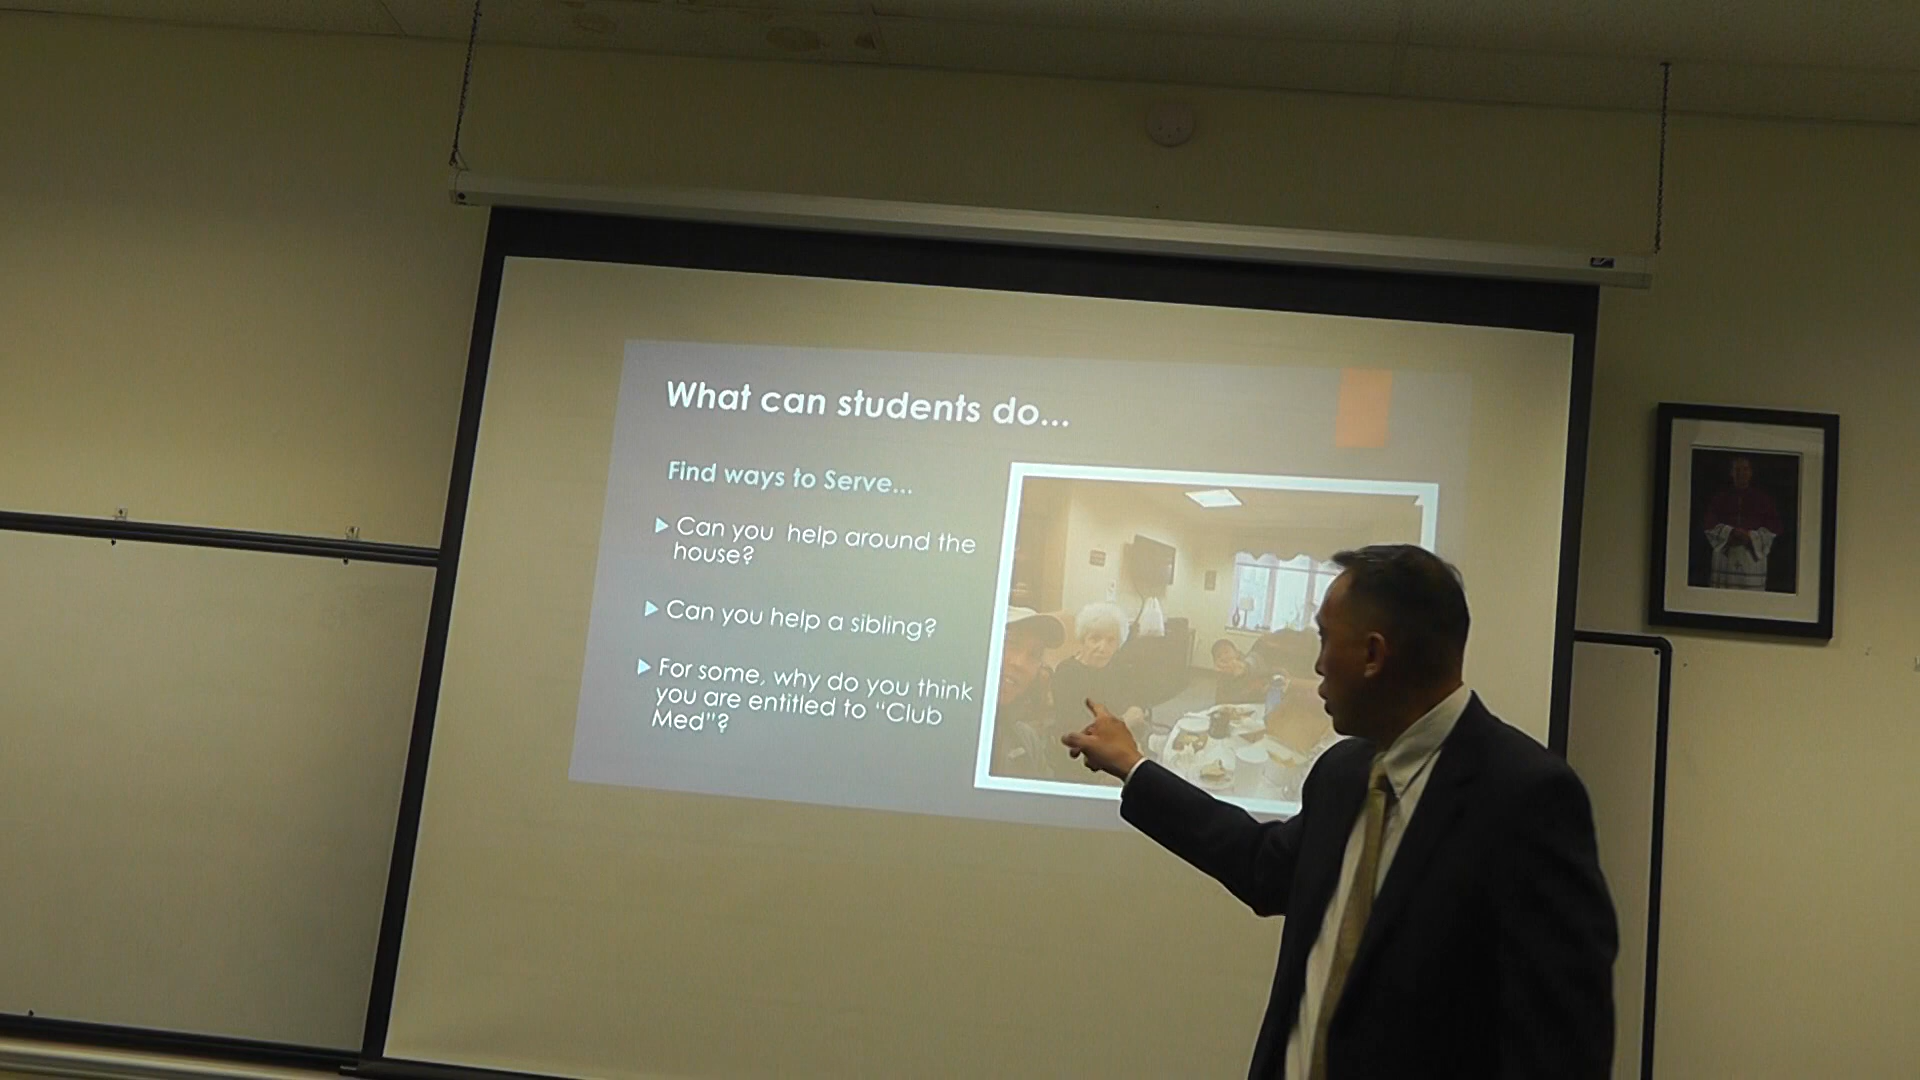 What can students do...
Find ways to Serve...
Can you help around the
house?
Can you help a sibling?
For some, why do you think
you are entitled to “Club
Med”?